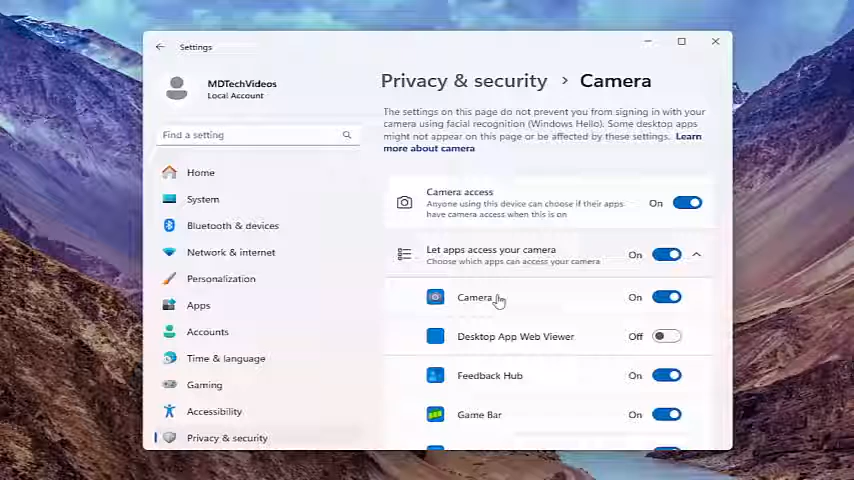 Settings
MDTechVideos
Local Account
Find a setting
Home
System
Bluetooth & devices
Network & internet
Personalization
Apps
Accounts
Time & language
Gaming
Accessibility
Privacy & security
Privacy & security > Camera
The settings on this page do not prevent you from signing in with your
camera using facial recognition (Windows Hello). Some desktop apps
might not appear on this page or be affected by these settings. Learn
more about camera
Camera access
Anyone using this device can choose if their apps
have camera access when this is on
On
Let apps access your camera
Choose which apps can access your camera
On
Camera
On
Desktop App Web Viewer
Off
Feedback Hub
On
Game Bar
On